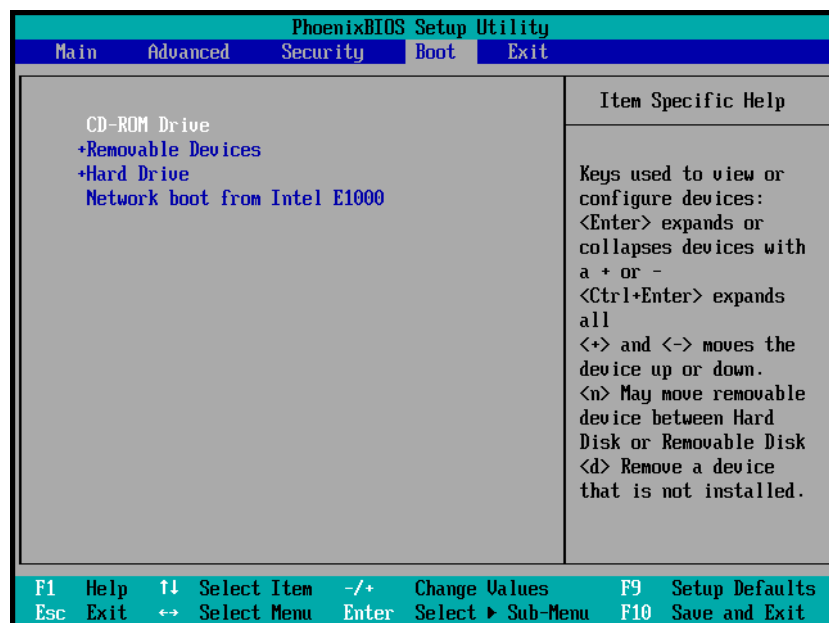 PhoenixBIOS Setup Utility
Main Advanced Security Boot Exit
CD-ROM Drive
+Removable Devices
+Hard Drive
Network boot from Intel E1000
Item Specific Help
Keys used to view or
configure devices:
<Enter> expands or
collapses devices with
a + or -
<Ctrl+Enter> expands
all
<+> and <-> moves the
device up or down.
<n> May move removable
device between Hard
Disk or Removable Disk
<d> Remove a device
that is not installed.
F1 Help ↑↓ Select Item -/+ Change Values F9 Setup Defaults
Esc Exit ↔ Select Menu Enter Select ▶ Sub-Menu F10 Save and Exit